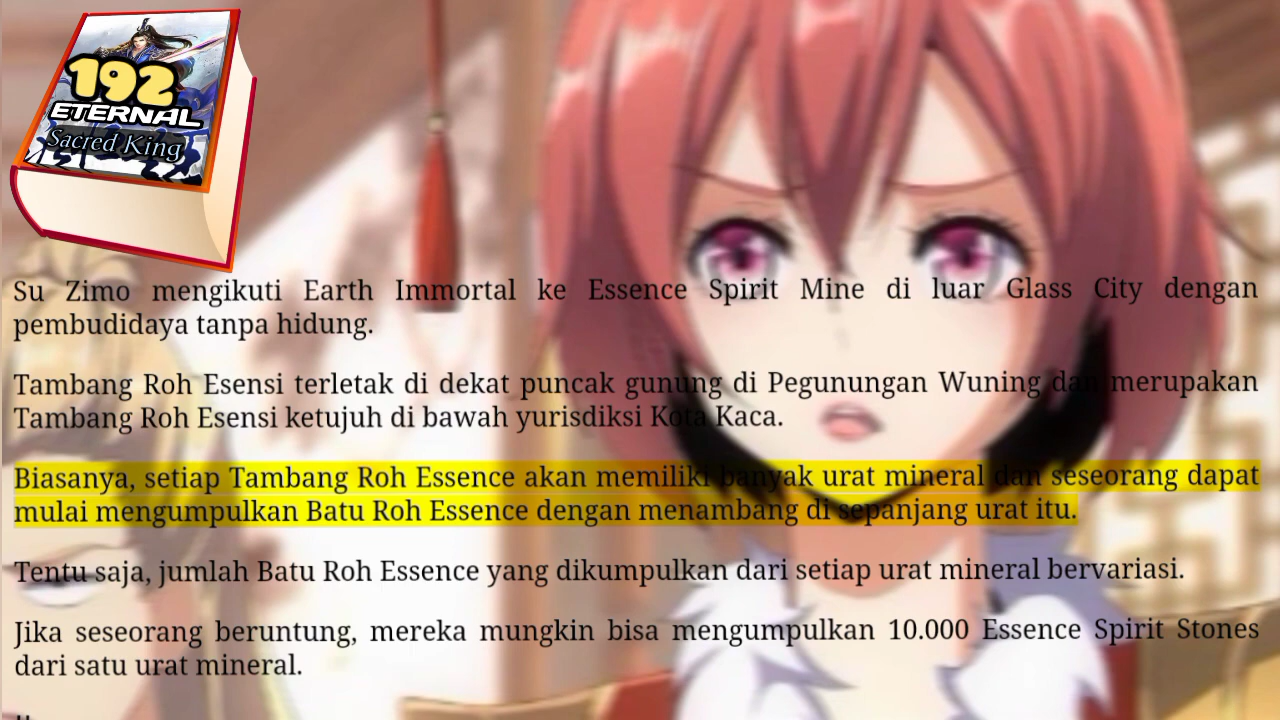 192
ETERNAL
Sacred King
Su Zimo mengikuti Earth Immortal ke Essence Spirit Mine di luar Glass City dengan
pembudidaya tanpa hidung.
Tambang Roh Esensi terletak di dekat puncak gunung di Pegunungan Wuning dan merupakan
Tambang Roh Esensi ketujuh di bawah yurisdiksi Kota Kaca.
Biasanya, setiap Tambang Roh Essence akan memiliki banyak urat mineral dan seseorang dapat
mulai mengumpulkan Batu Roh Essence dengan menambang di sepanjang urat itu.
Tentu saja, jumlah Batu Roh Essence yang dikumpulkan dari setiap urat mineral bervariasi.
Jika seseorang beruntung, mereka mungkin bisa mengumpulkan 10.000 Essence Spirit Stones
dari satu urat mineral.